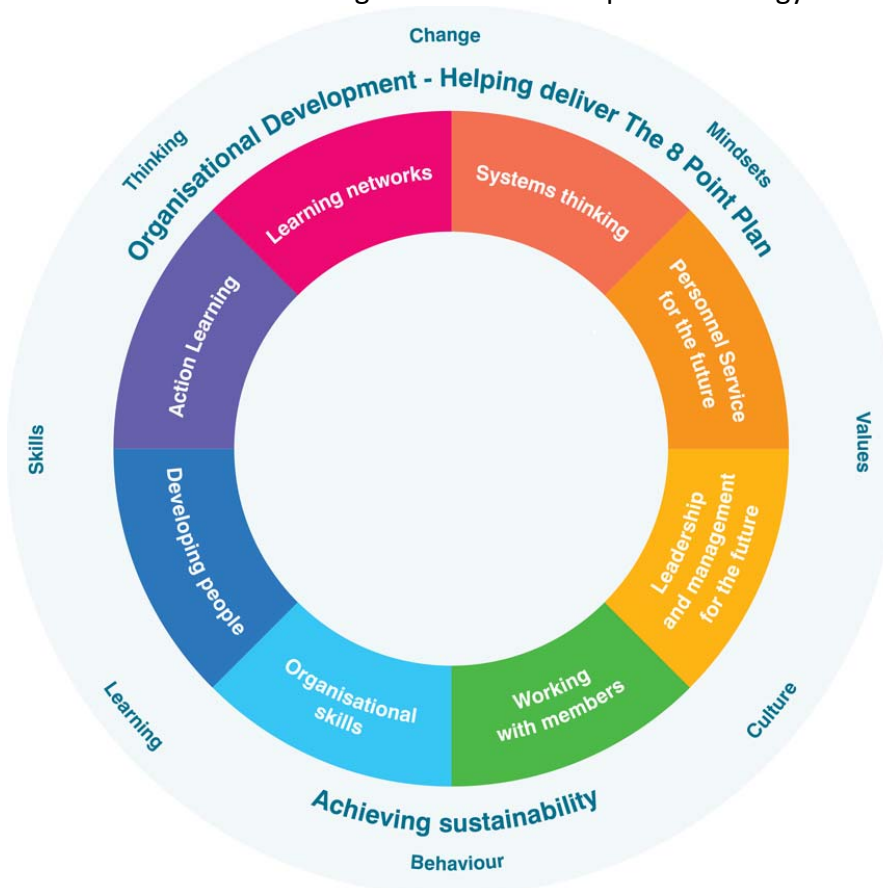 Change
Organisational Development - Helping deliver The 8 Point Plan
Thinking
Mindsets
Learning networks
Systems thinking
Action Learning
Personnel Service
for the future
Skills
Values
Developing people
Leadership
and management
for the future
Organisational
skills
Working
with members
Learning
Culture
Achieving sustainability
Behaviour